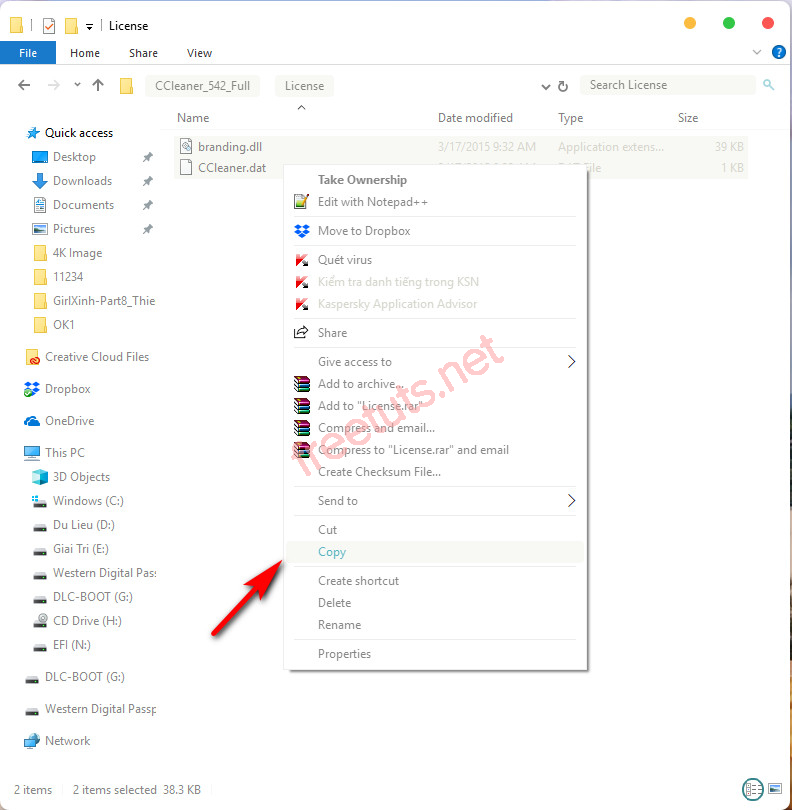 License
File Home Share View
CCleaner_542_Full License Search License
Name Date modified Type Size
branding.dll 3/17/2015 9:32 AM Application extens... 39 KB
CCleaner.dat File 1 KB
Quick access
Desktop
Downloads
Documents
Pictures
4K Image
11234
GirlXinh-Part8_Thie
OK1
Creative Cloud Files
Dropbox
OneDrive
This PC
3D Objects
Windows (C:)
Du Lieu (D:)
Giai Tri (E:)
Western Digital Pass
DLC-BOOT (G:)
CD Drive (H:)
EFI (N:)
DLC-BOOT (G:)
Western Digital Passp
Network
Take Ownership
Edit with Notepad++
Move to Dropbox
Quét virus
Kiểm tra danh tiếng trong KSN
Kaspersky Application Advisor
Share
Give access to
Add to archive...
Add to "License.rar"
Compress and email...
Compress to "License.rar" and email
Create Checksum File...
Send to
Cut
Copy
Create shortcut
Delete
Rename
Properties
freetuts.net
2 items 2 items selected 38.3 KB